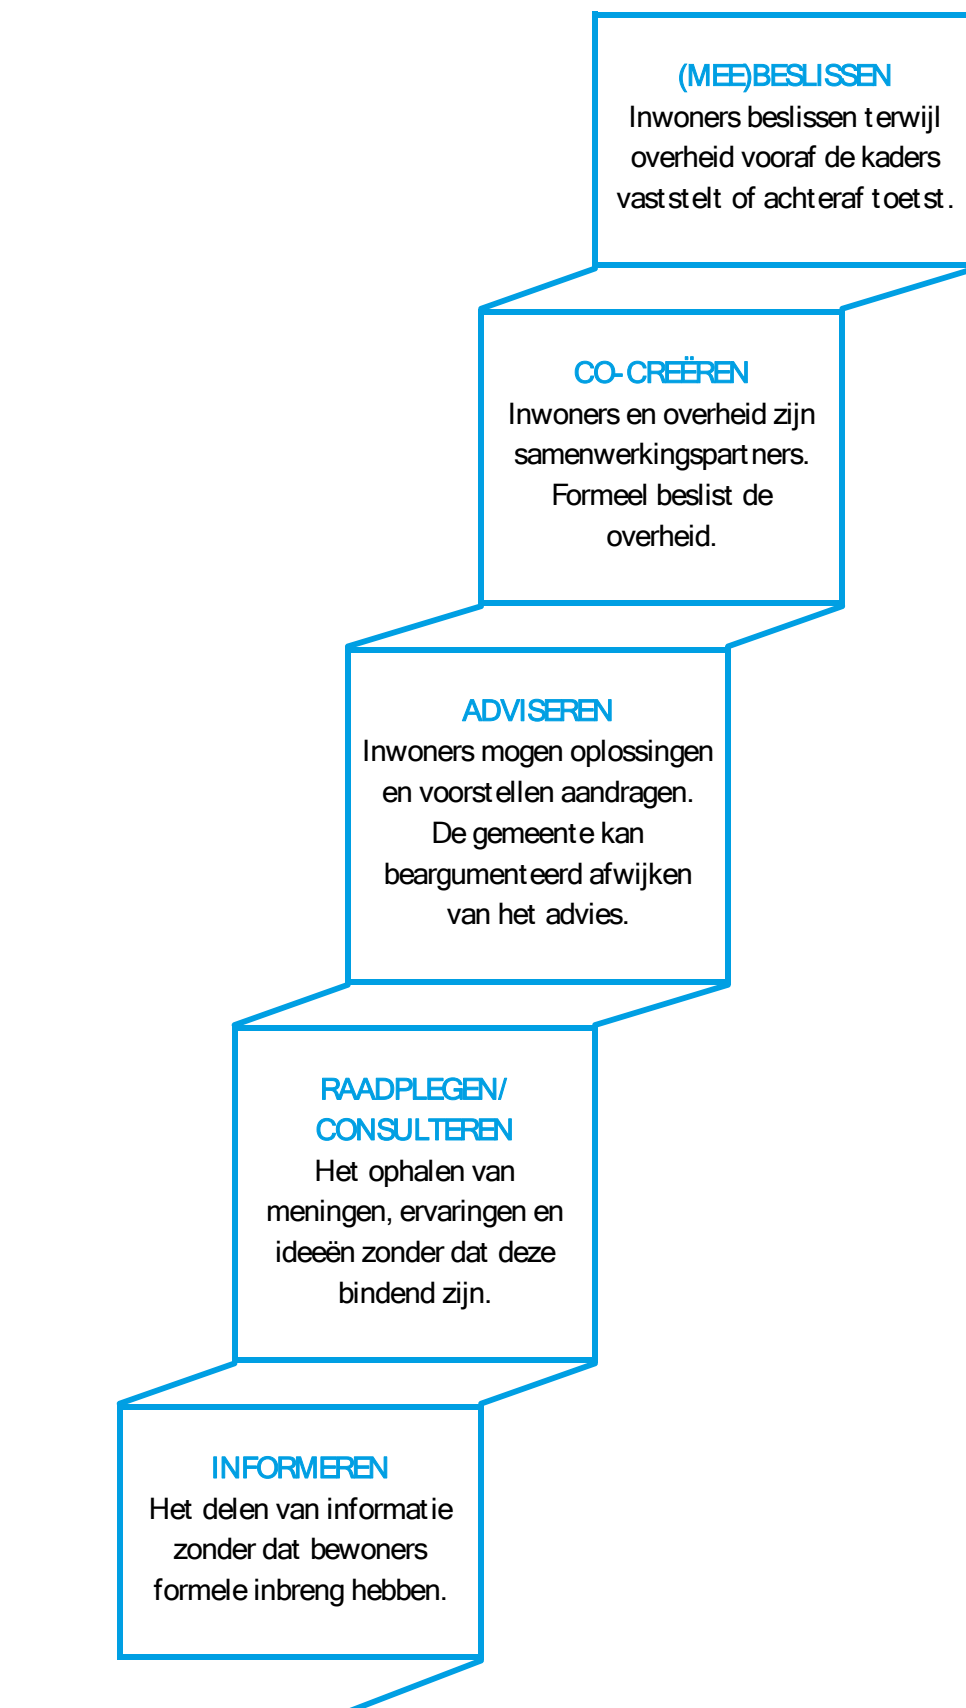 (MEE)BESLISSEN
Inwoners beslissen terwijl
overheid vooraf de kaders
vaststelt of achteraf toetst.
CO-CREËREN
Inwoners en overheid zijn
samenwerkingspartners.
Formeel beslist de
overheid.
ADVISEREN
Inwoners mogen oplossingen
en voorstellen aandragen.
De gemeente kan
beargumenteerd afwijken
van het advies.
RAADPLEGEN/
CONSULTEREN
Het ophalen van
meningen, ervaringen en
ideeën zonder dat deze
bindend zijn.
INFORMEREN
Het delen van informatie
zonder dat bewoners
formele inbreng hebben.